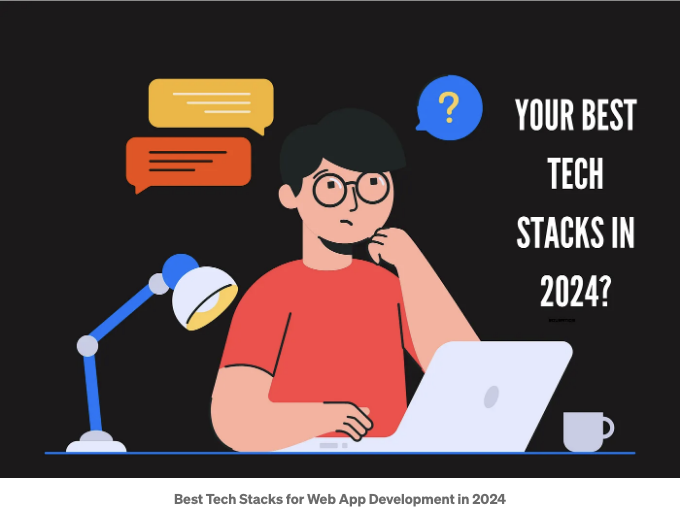 YOUR BEST
TECH
STACKS IN
2024?
?
Best Tech Stacks for Web App Development in 2024